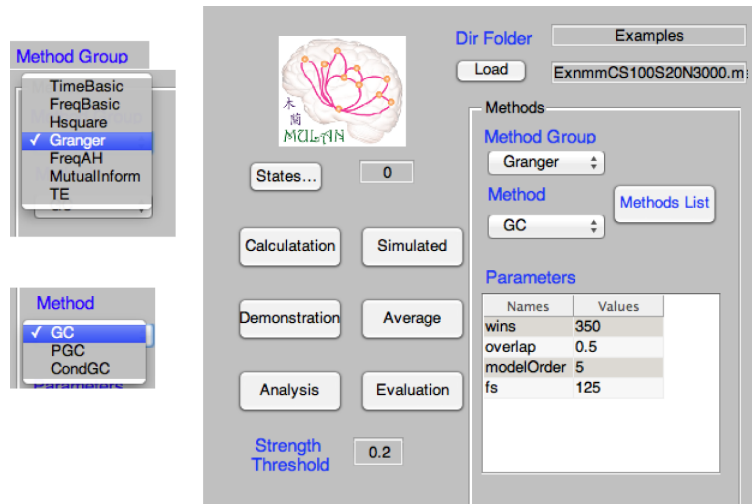 Method Group
TimeBasic
FreqBasic
Hsquare
✓ Granger
FreqAH
MutualInform
TE
Method
✓ GC
PGC
CondGC
木
蘭
MULAN
Dir Folder Examples
Load ExnmmCS100S20N3000.m
States... 0
Calculatation Simulated
Demonstration Average
Analysis Evaluation
Strength
Threshold
0.2
Methods
Method Group
Granger
Method
Methods List
GC
Parameters
Names Values
wins 350
overlap 0.5
modelOrder 5
fs 125